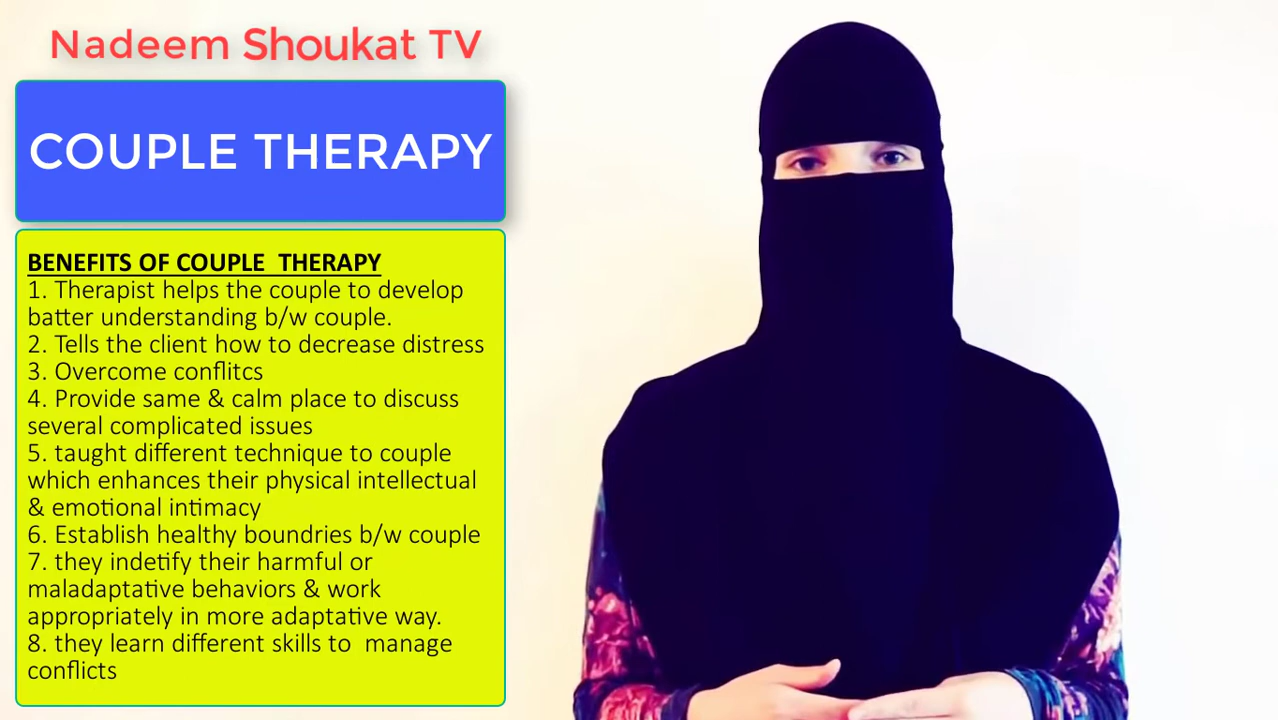 Nadeem Shoukat TV
COUPLE THERAPY
BENEFITS OF COUPLE THERAPY
1. Therapist helps the couple to develop
batter understanding b/w couple.
2. Tells the client how to decrease distress
3. Overcome conflitcs
4. Provide same & calm place to discuss
several complicated issues
5. taught different technique to couple
which enhances their physical intellectual
& emotional intimacy
6. Establish healthy boundries b/w couple
7. they indetify their harmful or
maladaptative behaviors & work
appropriately in more adaptative way.
8. they learn different skills to manage
conflicts